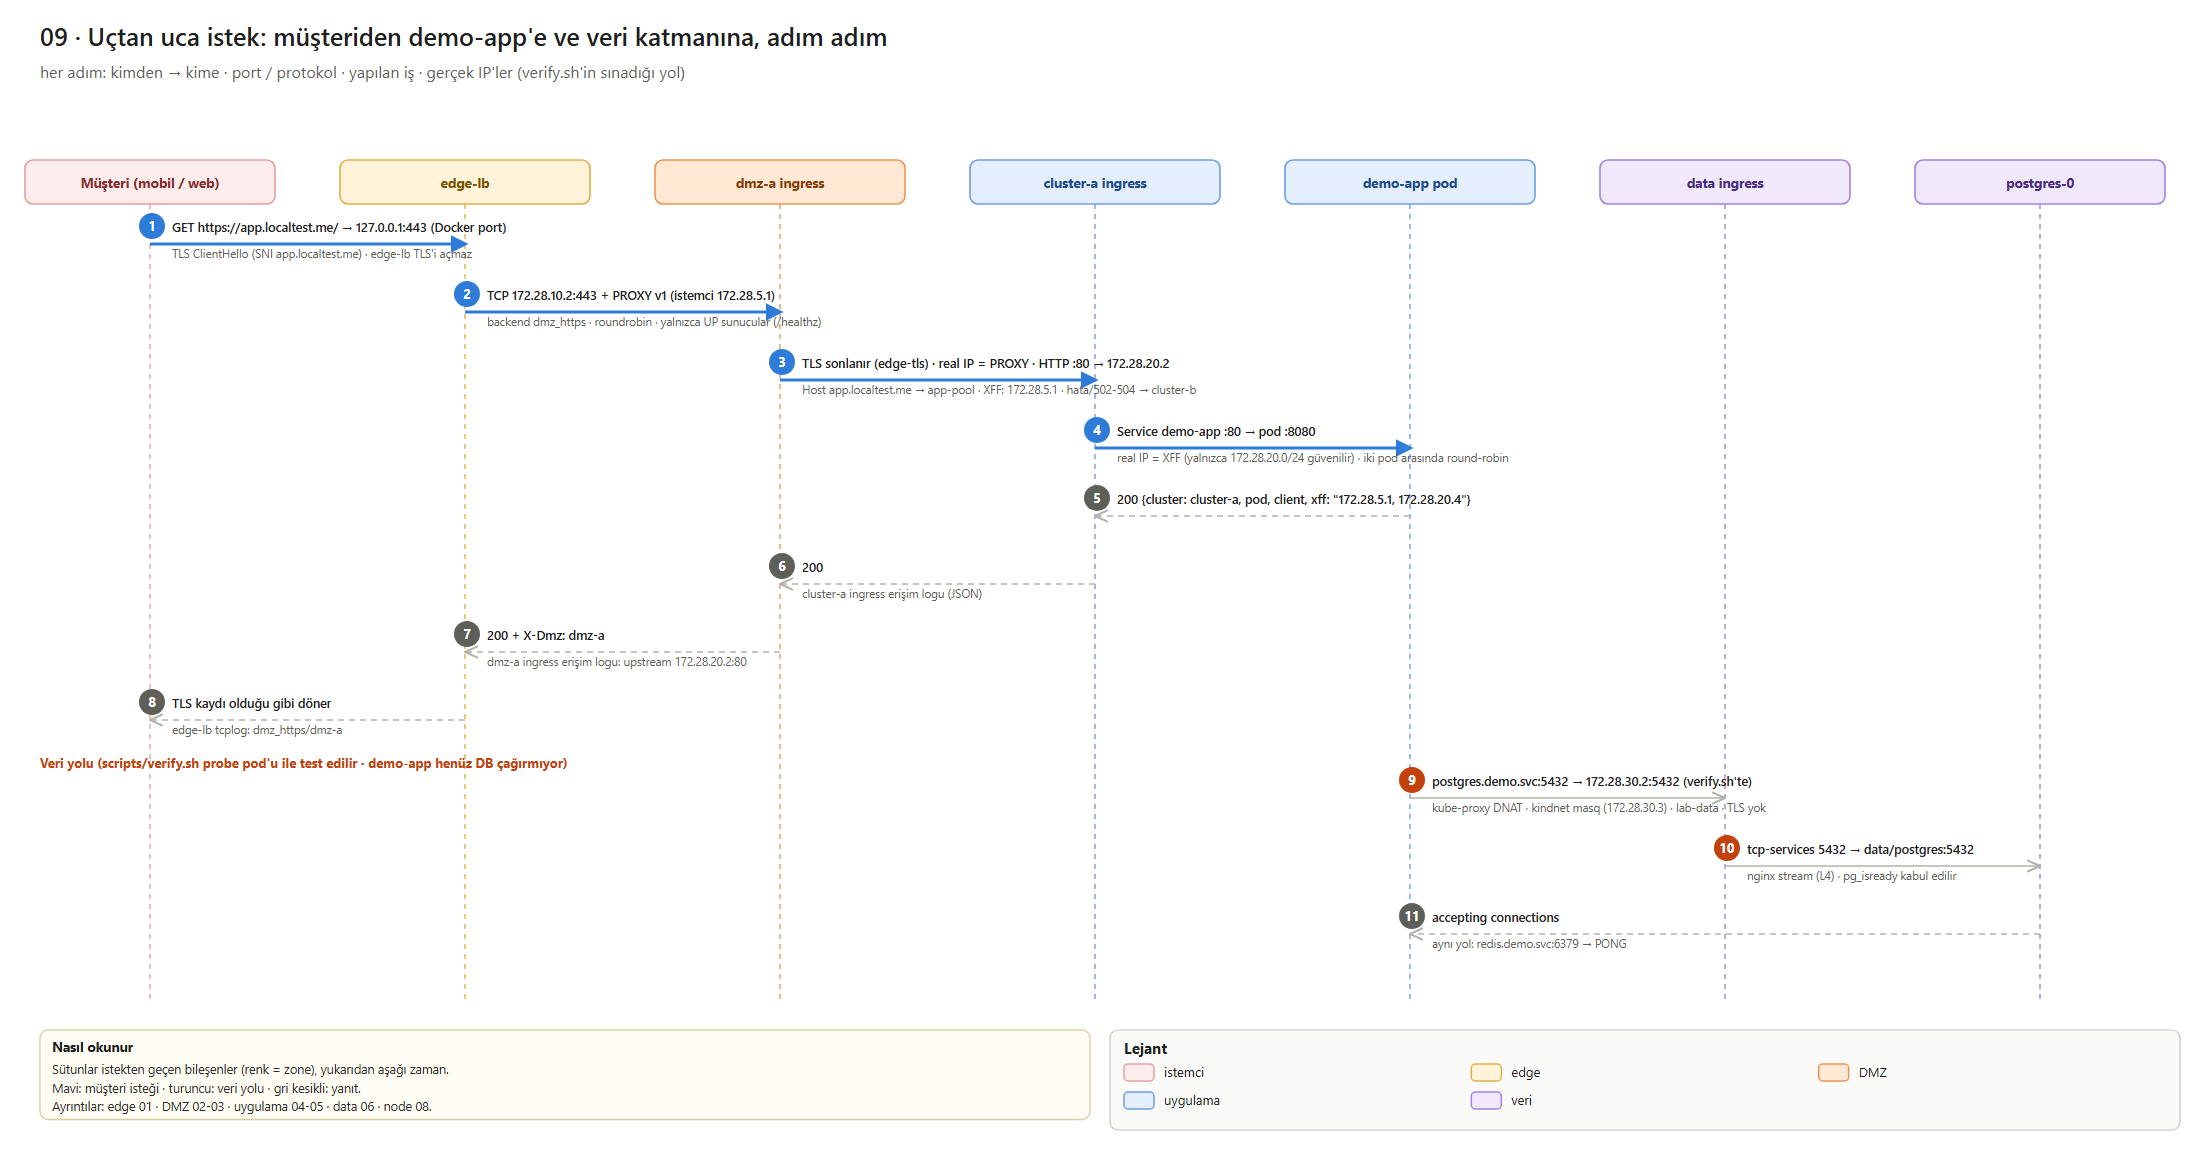 09 · Uçtan uca istek: müşteriden demo-app'e ve veri katmanına, adım adım
her adım: kimden → kime · port / protokol · yapılan iş · gerçek IP'ler (verify.sh'in sınadığı yol)
Müşteri (mobil / web)
edge-lb
dmz-a ingress
cluster-a ingress
demo-app pod
data ingress
postgres-0
1
GET https://app.localtest.me/ → 127.0.0.1:443 (Docker port)
TLS ClientHello (SNI app.localtest.me) · edge-lb TLS'i açmaz
2
TCP 172.28.10.2:443 + PROXY v1 (istemci 172.28.5.1)
backend dmz_https · roundrobin · yalnızca UP sunucular (/healthz)
3
TLS sonlanır (edge-tls) · real IP = PROXY · HTTP :80 → 172.28.20.2
Host app.localtest.me → app-pool · XFF: 172.28.5.1 · hata/502-504 → cluster-b
4
Service demo-app :80 → pod :8080
real IP = XFF (yalnızca 172.28.20.0/24 güvenilir) · iki pod arasında round-robin
5
200 {cluster: cluster-a, pod, client, xff: "172.28.5.1, 172.28.20.4"}
6
200
cluster-a ingress erişim logu (JSON)
7
200 + X-Dmz: dmz-a
dmz-a ingress erişim logu: upstream 172.28.20.2:80
8
TLS kaydı olduğu gibi döner
edge-lb tcplog: dmz_https/dmz-a
Veri yolu (scripts/verify.sh probe pod'u ile test edilir · demo-app henüz DB çağırmıyor)
9
postgres.demo.svc:5432 → 172.28.30.2:5432 (verify.sh'te)
kube-proxy DNAT · kindnet masq (172.28.30.3) · lab-data · TLS yok
10
tcp-services 5432 → data/postgres:5432
nginx stream (L4) · pg_isready kabul edilir
11
accepting connections
aynı yol: redis.demo.svc:6379 → PONG
Nasıl okunur
Sütunlar istekten geçen bileşenler (renk = zone), yukarıdan aşağı zaman.
Mavi: müşteri isteği · turuncu: veri yolu · gri kesikli: yanıt.
Ayrıntılar: edge 01 · DMZ 02-03 · uygulama 04-05 · data 06 · node 08.
Lejant
istemci
edge
DMZ
uygulama
veri